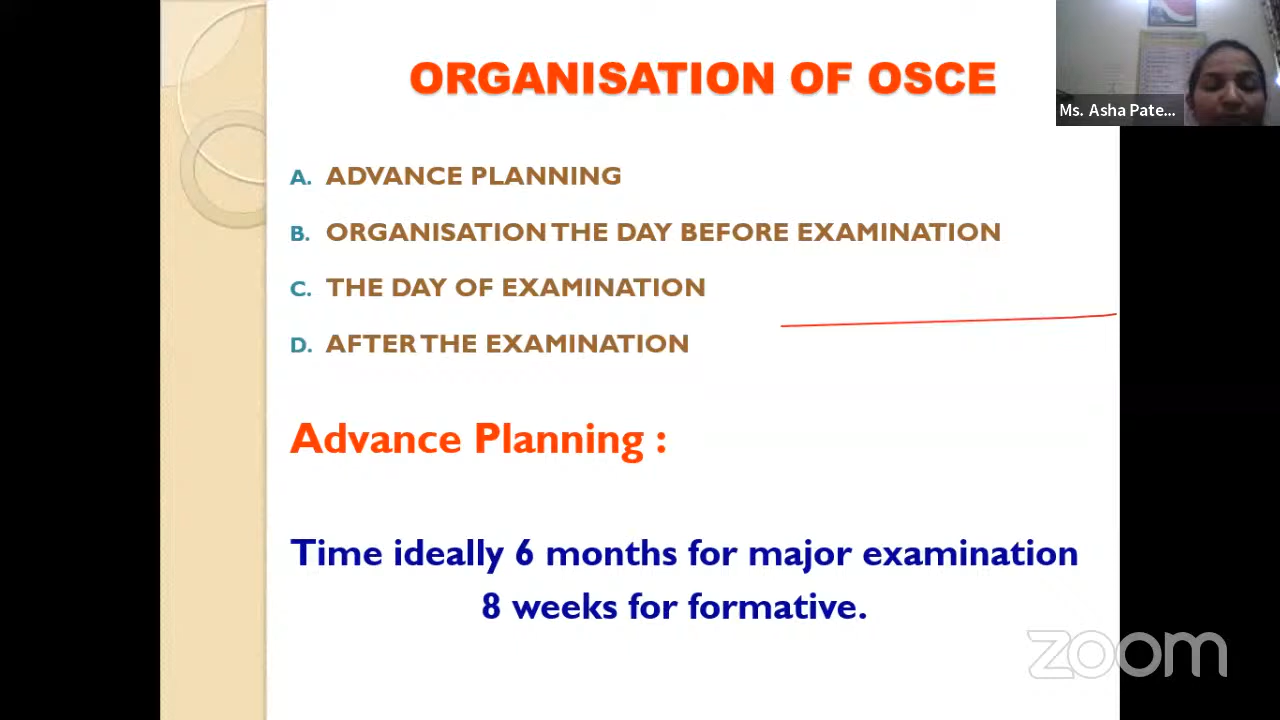 ORGANISATION OF OSCE
Ms. Asha Pate...
A. ADVANCE PLANNING
B. ORGANISATION THE DAY BEFORE EXAMINATION
C. THE DAY OF EXAMINATION
D. AFTER THE EXAMINATION
Advance Planning :
Time ideally 6 months for major examination
8 weeks for formative.
zoom